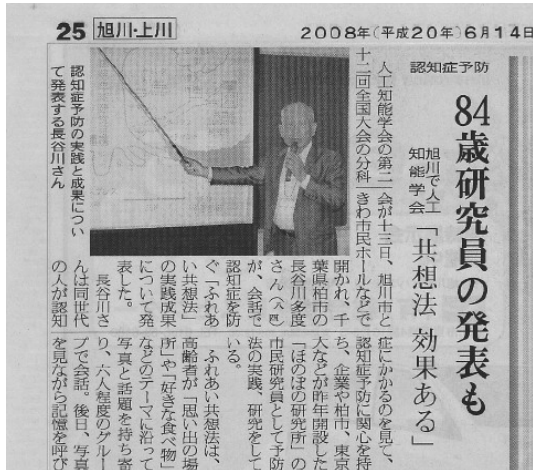 25 旭川・上川
2008年(平成20年)6月14日
認知症予防
84歳研究員の発表も
旭川で人工
知能学会
「共想法 効果ある」
認知症予防の実践と成果につい
て発表する長谷川さん
人工知能学会の第二
十二回全国大会の分科
会が十三日、旭川市と
きわ市民ホールなどで
開かれ、千
葉県柏市の
長谷川多度
さん(八四)
が、会話で
認知症を防
ぐ「ふれあ
い共想法」
の実践成果
について発
表した。
長谷川さ
んは同世代
の人が認知
症にかかるのを見て、
認知症予防に関心を持
ち、企業や柏市、東京
大などが昨年開設した
「ほのぼの研究所」の
市民研究員として予防
法の実践、研究をして
いる。
ふれあい共想法は、
高齢者が「思い出の場
所」や「好きな食べ物」
などのテーマに沿って
写真と話題を持ち寄
り、六人程度のグルー
プで会話。後日、写真
を見ながら記憶を呼び